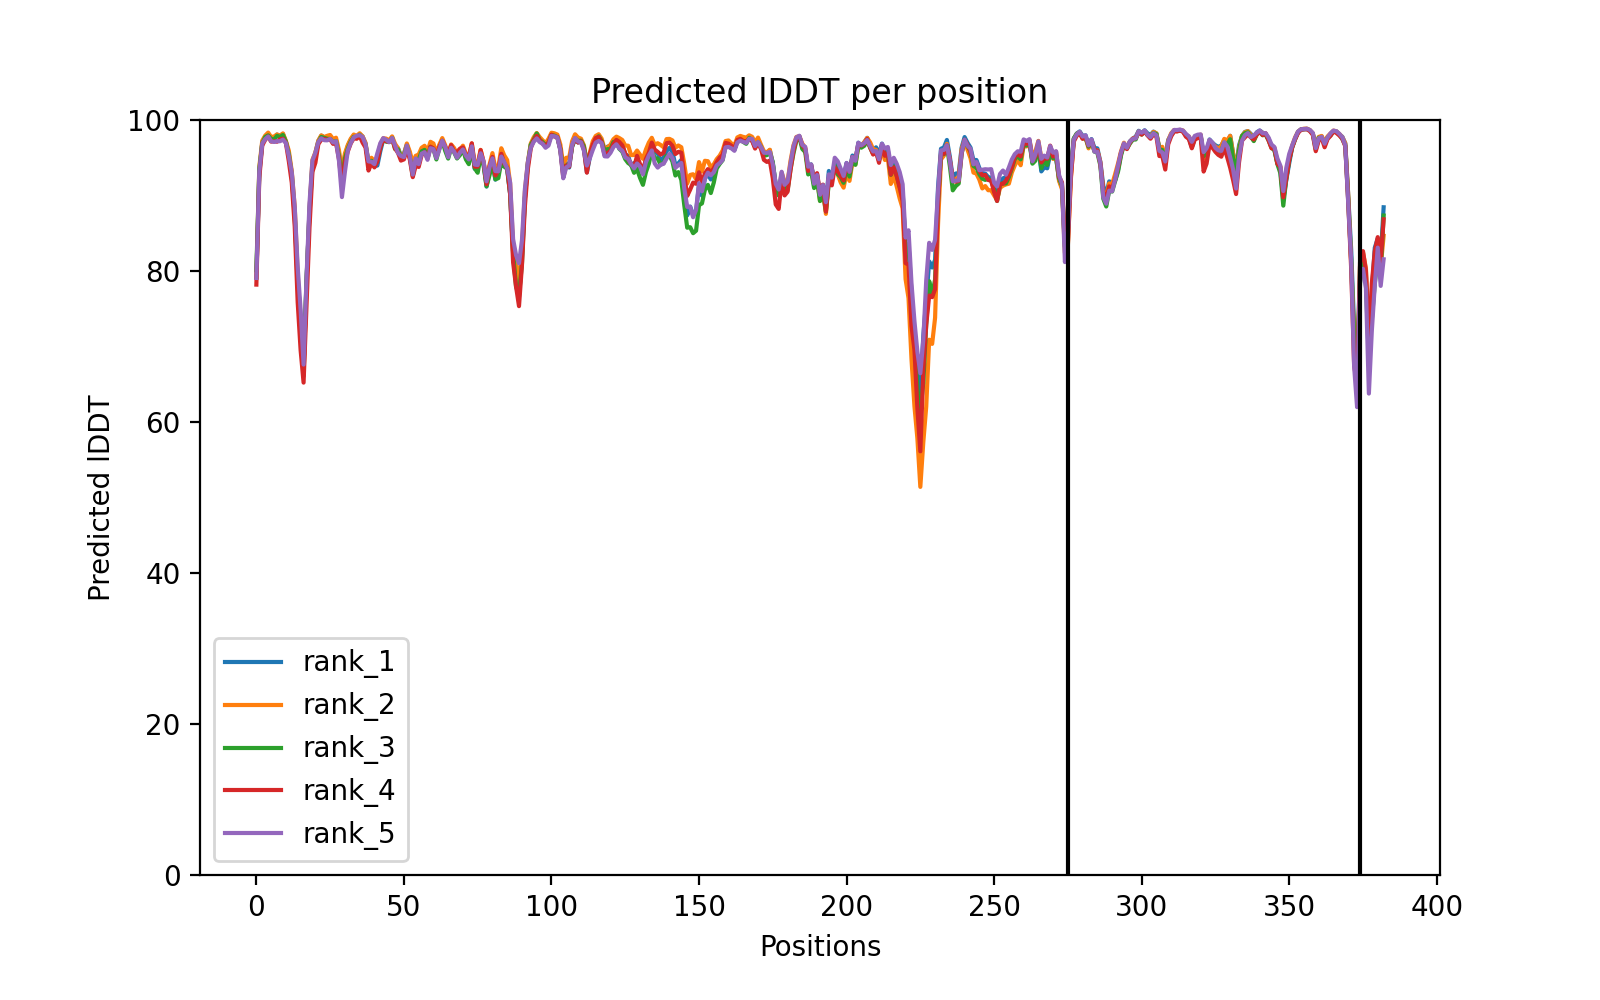 Predicted lDDT per position
100
80
60
40
20
0
Predicted lDDT
rank_1
rank_2
rank_3
rank_4
rank_5
0 50 100 150 200 250 300 350 400
Positions